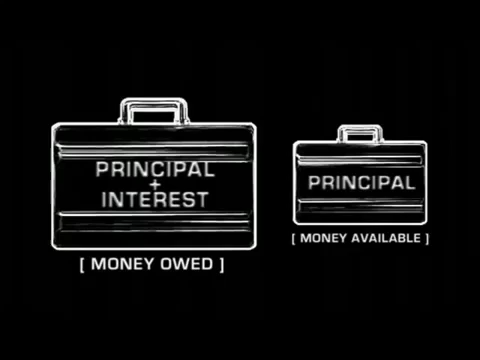 PRINCIPAL
+
INTEREST
[ MONEY OWED ]
PRINCIPAL
[ MONEY AVAILABLE ]